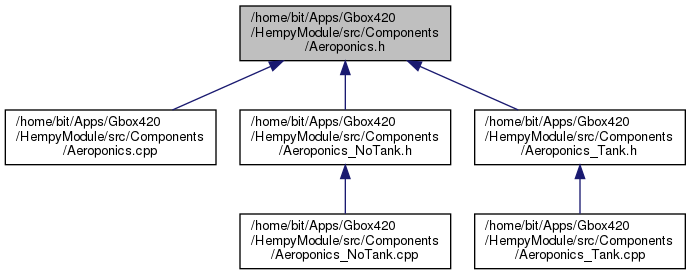 /home/bit/Apps/Gbox420
/HempyModule/src/Components
/Aeroponics.h
/home/bit/Apps/Gbox420
/HempyModule/src/Components
/Aeroponics.cpp
/home/bit/Apps/Gbox420
/HempyModule/src/Components
/Aeroponics_NoTank.h
/home/bit/Apps/Gbox420
/HempyModule/src/Components
/Aeroponics_Tank.h
/home/bit/Apps/Gbox420
/HempyModule/src/Components
/Aeroponics_NoTank.cpp
/home/bit/Apps/Gbox420
/HempyModule/src/Components
/Aeroponics_Tank.cpp